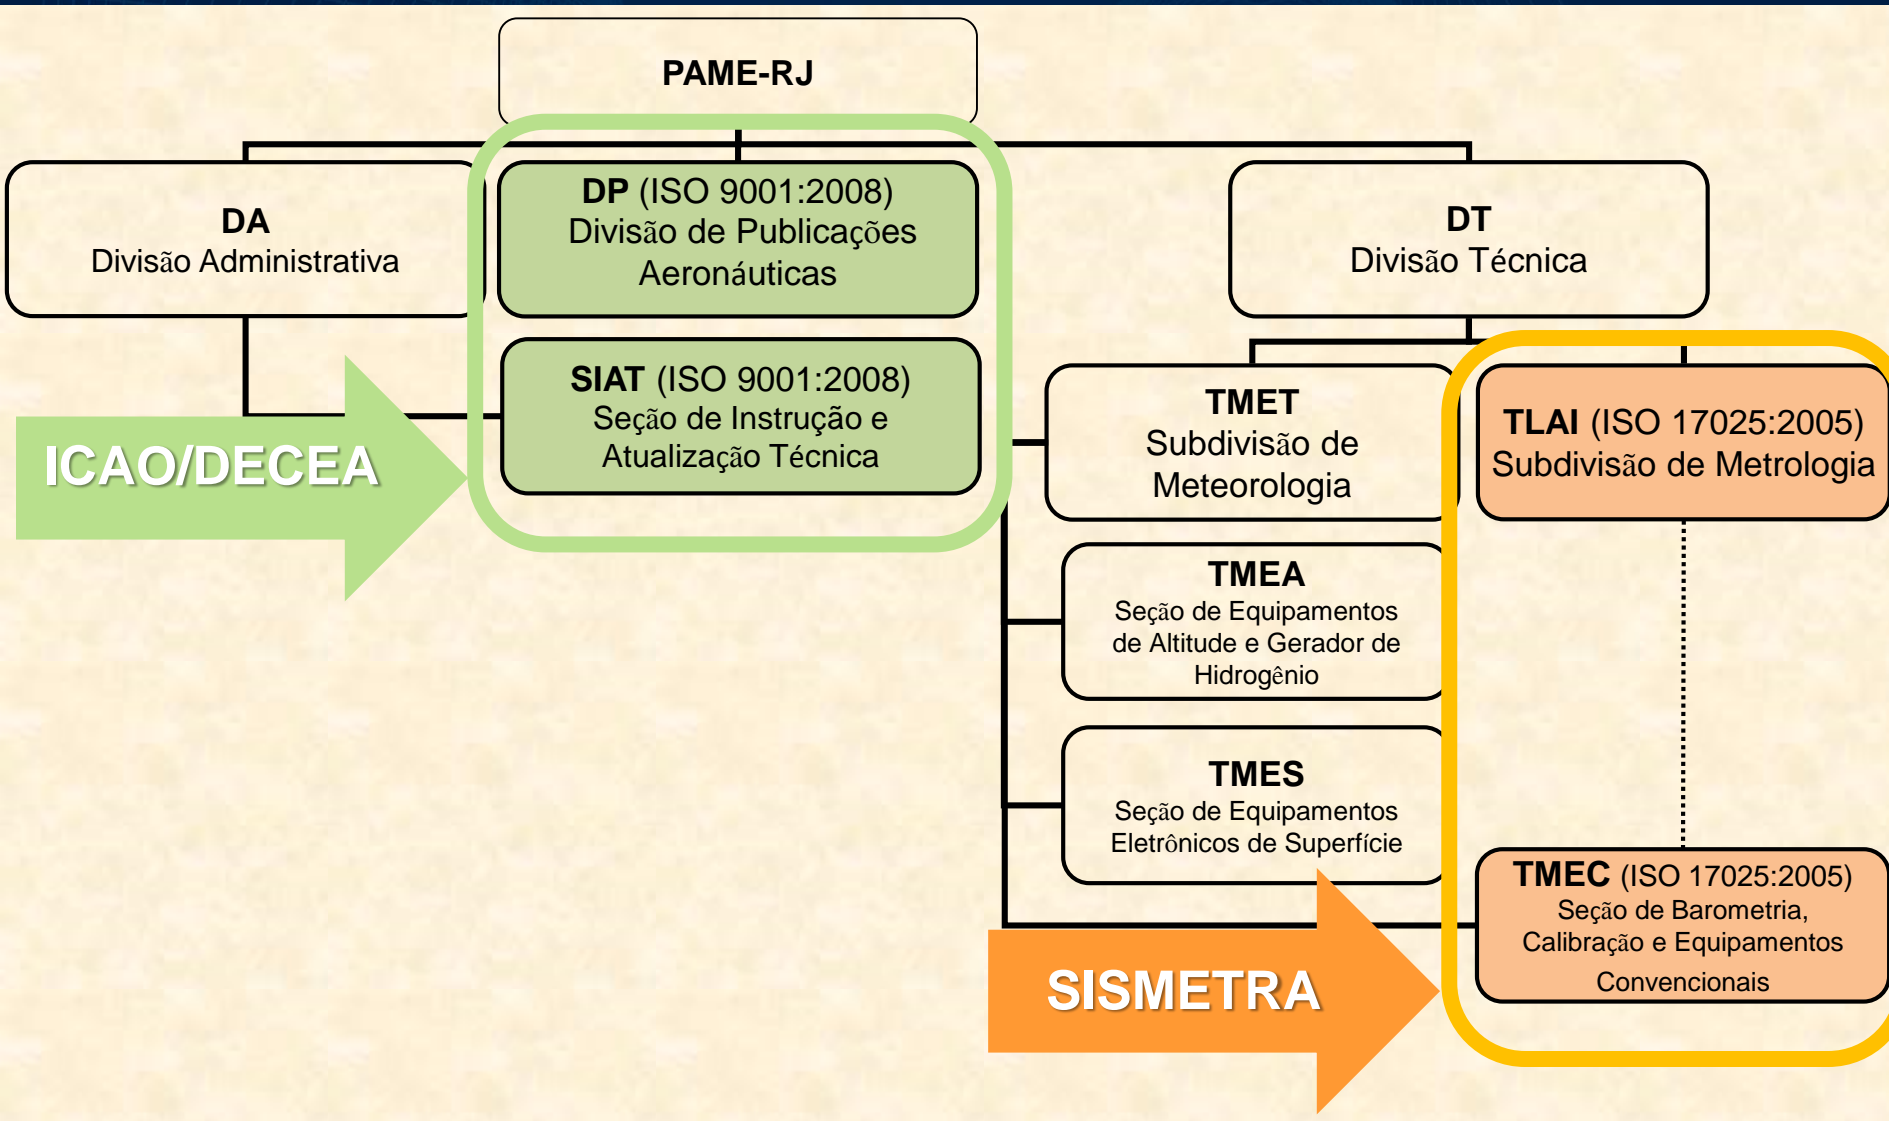 PAME-RJ
DA
Divisão Administrativa
DP (ISO 9001:2008)
Divisão de Publicações
Aeronáuticas
DT
Divisão Técnica
SIAT (ISO 9001:2008)
Seção de Instrução e
Atualização Técnica
ICAO/DECEA
TMET
Subdivisão de
Meteorologia
TLAI (ISO 17025:2005)
Subdivisão de Metrologia
TMEA
Seção de Equipamentos
de Altitude e Gerador de
Hidrogênio
TMES
Seção de Equipamentos
Eletrônicos de Superfície
TMEC (ISO 17025:2005)
Seção de Barometria,
Calibração e Equipamentos
Convencionais
SISMETRA